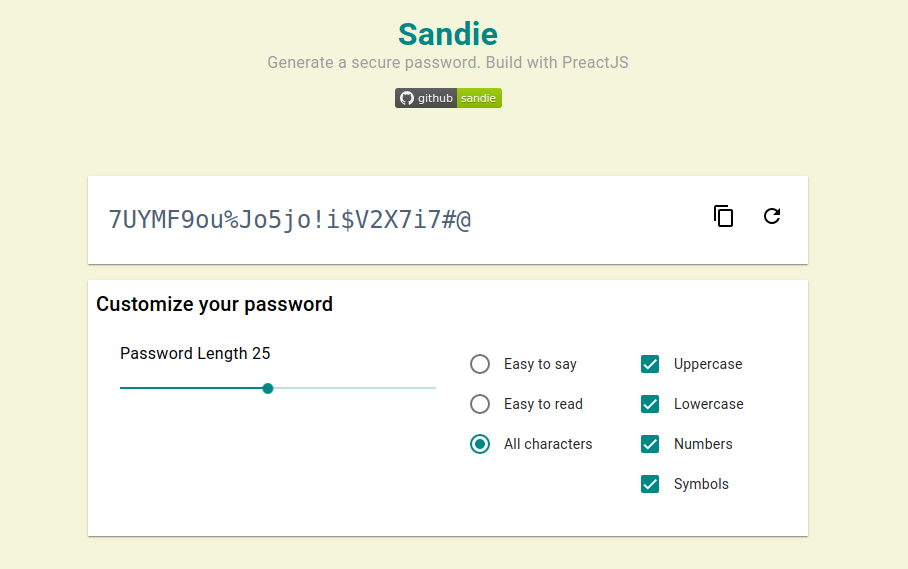 Sandie
Generate a secure password. Build with PreactJS
github sandie
7UYMF9ou%Jo5jo!i$V2X7i7#@
Customize your password
Password Length 25
Easy to say
Easy to read
All characters
Uppercase
Lowercase
Numbers
Symbols